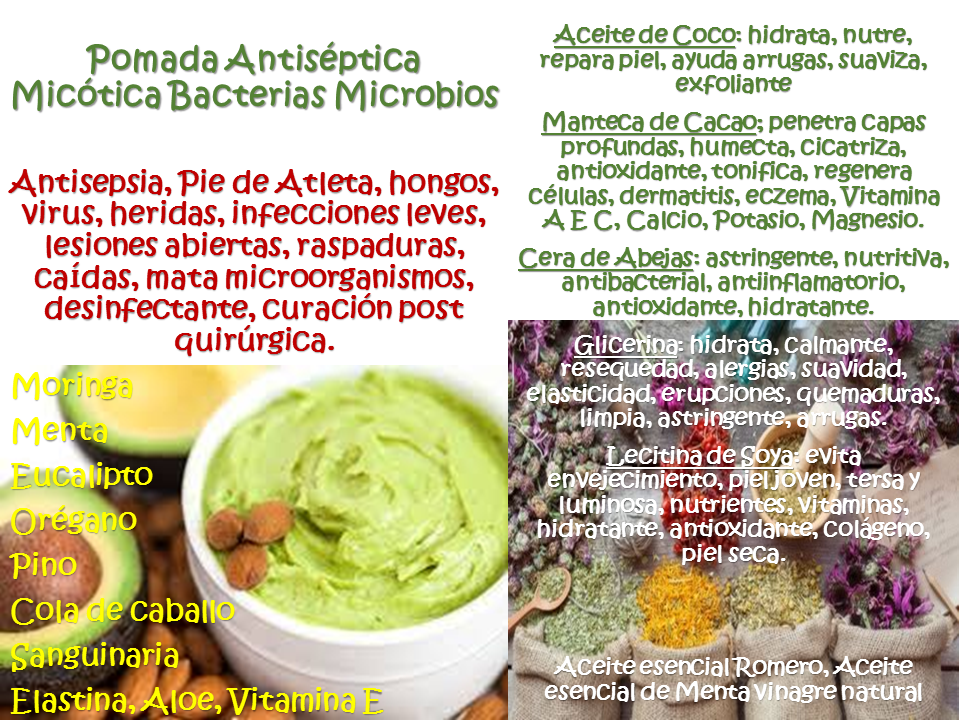 Pomada Antiséptica
Micótica Bacterias Microbios
Antisepsia, Pie de Atleta, hongos,
virus, heridas, infecciones leves,
lesiones abiertas, raspaduras,
caídas, mata microorganismos,
desinfectante, curación post
quirúrgica.
Moringa
Menta
Eucalipto
Orégano
Pino
Cola de caballo
Sanguinaria
Elastina, Aloe, Vitamina E
Aceite de Coco: hidrata, nutre,
repara piel, ayuda arrugas, suaviza,
exfoliante
Manteca de Cacao; penetra capas
profundas, humecta, cicatriza,
antioxidante, tonifica, regenera
células, dermatitis, eczema, Vitamina
A E C, Calcio, Potasio, Magnesio.
Cera de Abejas: astringente, nutritiva,
antibacterial, antiinflamatorio,
antioxidante, hidratante.
Glicerina: hidrata, calmante,
resequedad, alergias, suavidad,
elasticidad, erupciones, quemaduras,
limpia, astringente, arrugas.
Lecitina de Soya: evita
envejecimiento, piel joven, tersa y
luminosa, nutrientes, vitaminas,
hidratante, antioxidante, colágeno,
piel seca.
Aceite esencial Romero, Aceite
esencial de Menta vinagre natural